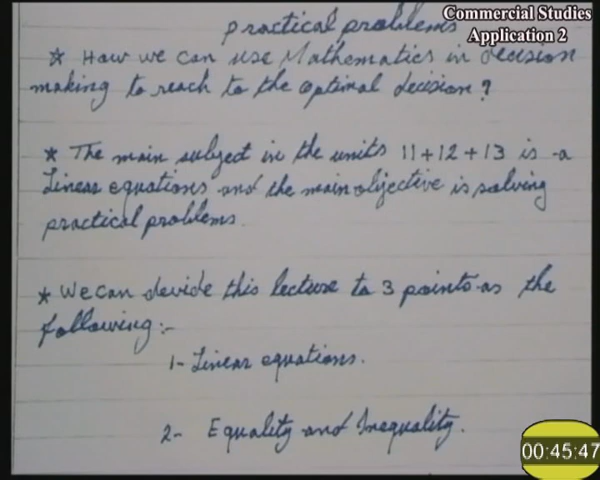 Commercial Studies
Application 2
practical problems
* How we can use Mathematics in decision
making to reach to the optimal decision?
* The main subject in the units 11+12+13 is -a
Linear equations and the main objective is solving
practical problems.
* We can devide this lecture to 3 points as the
following:-
1- Linear equations.
2- Equality and Inequality.
00:45:47